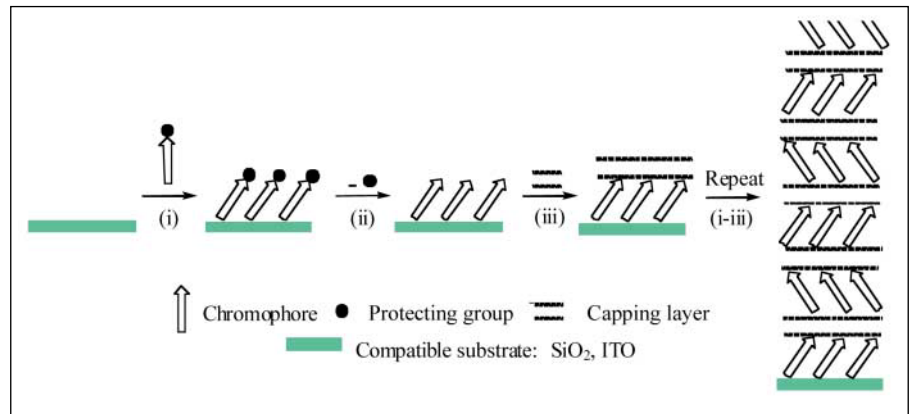 Repeat
(i)
(ii)
(iii)
(i-iii)
Chromophore
Protecting group
Capping layer
Compatible substrate: SiO₂, ITO